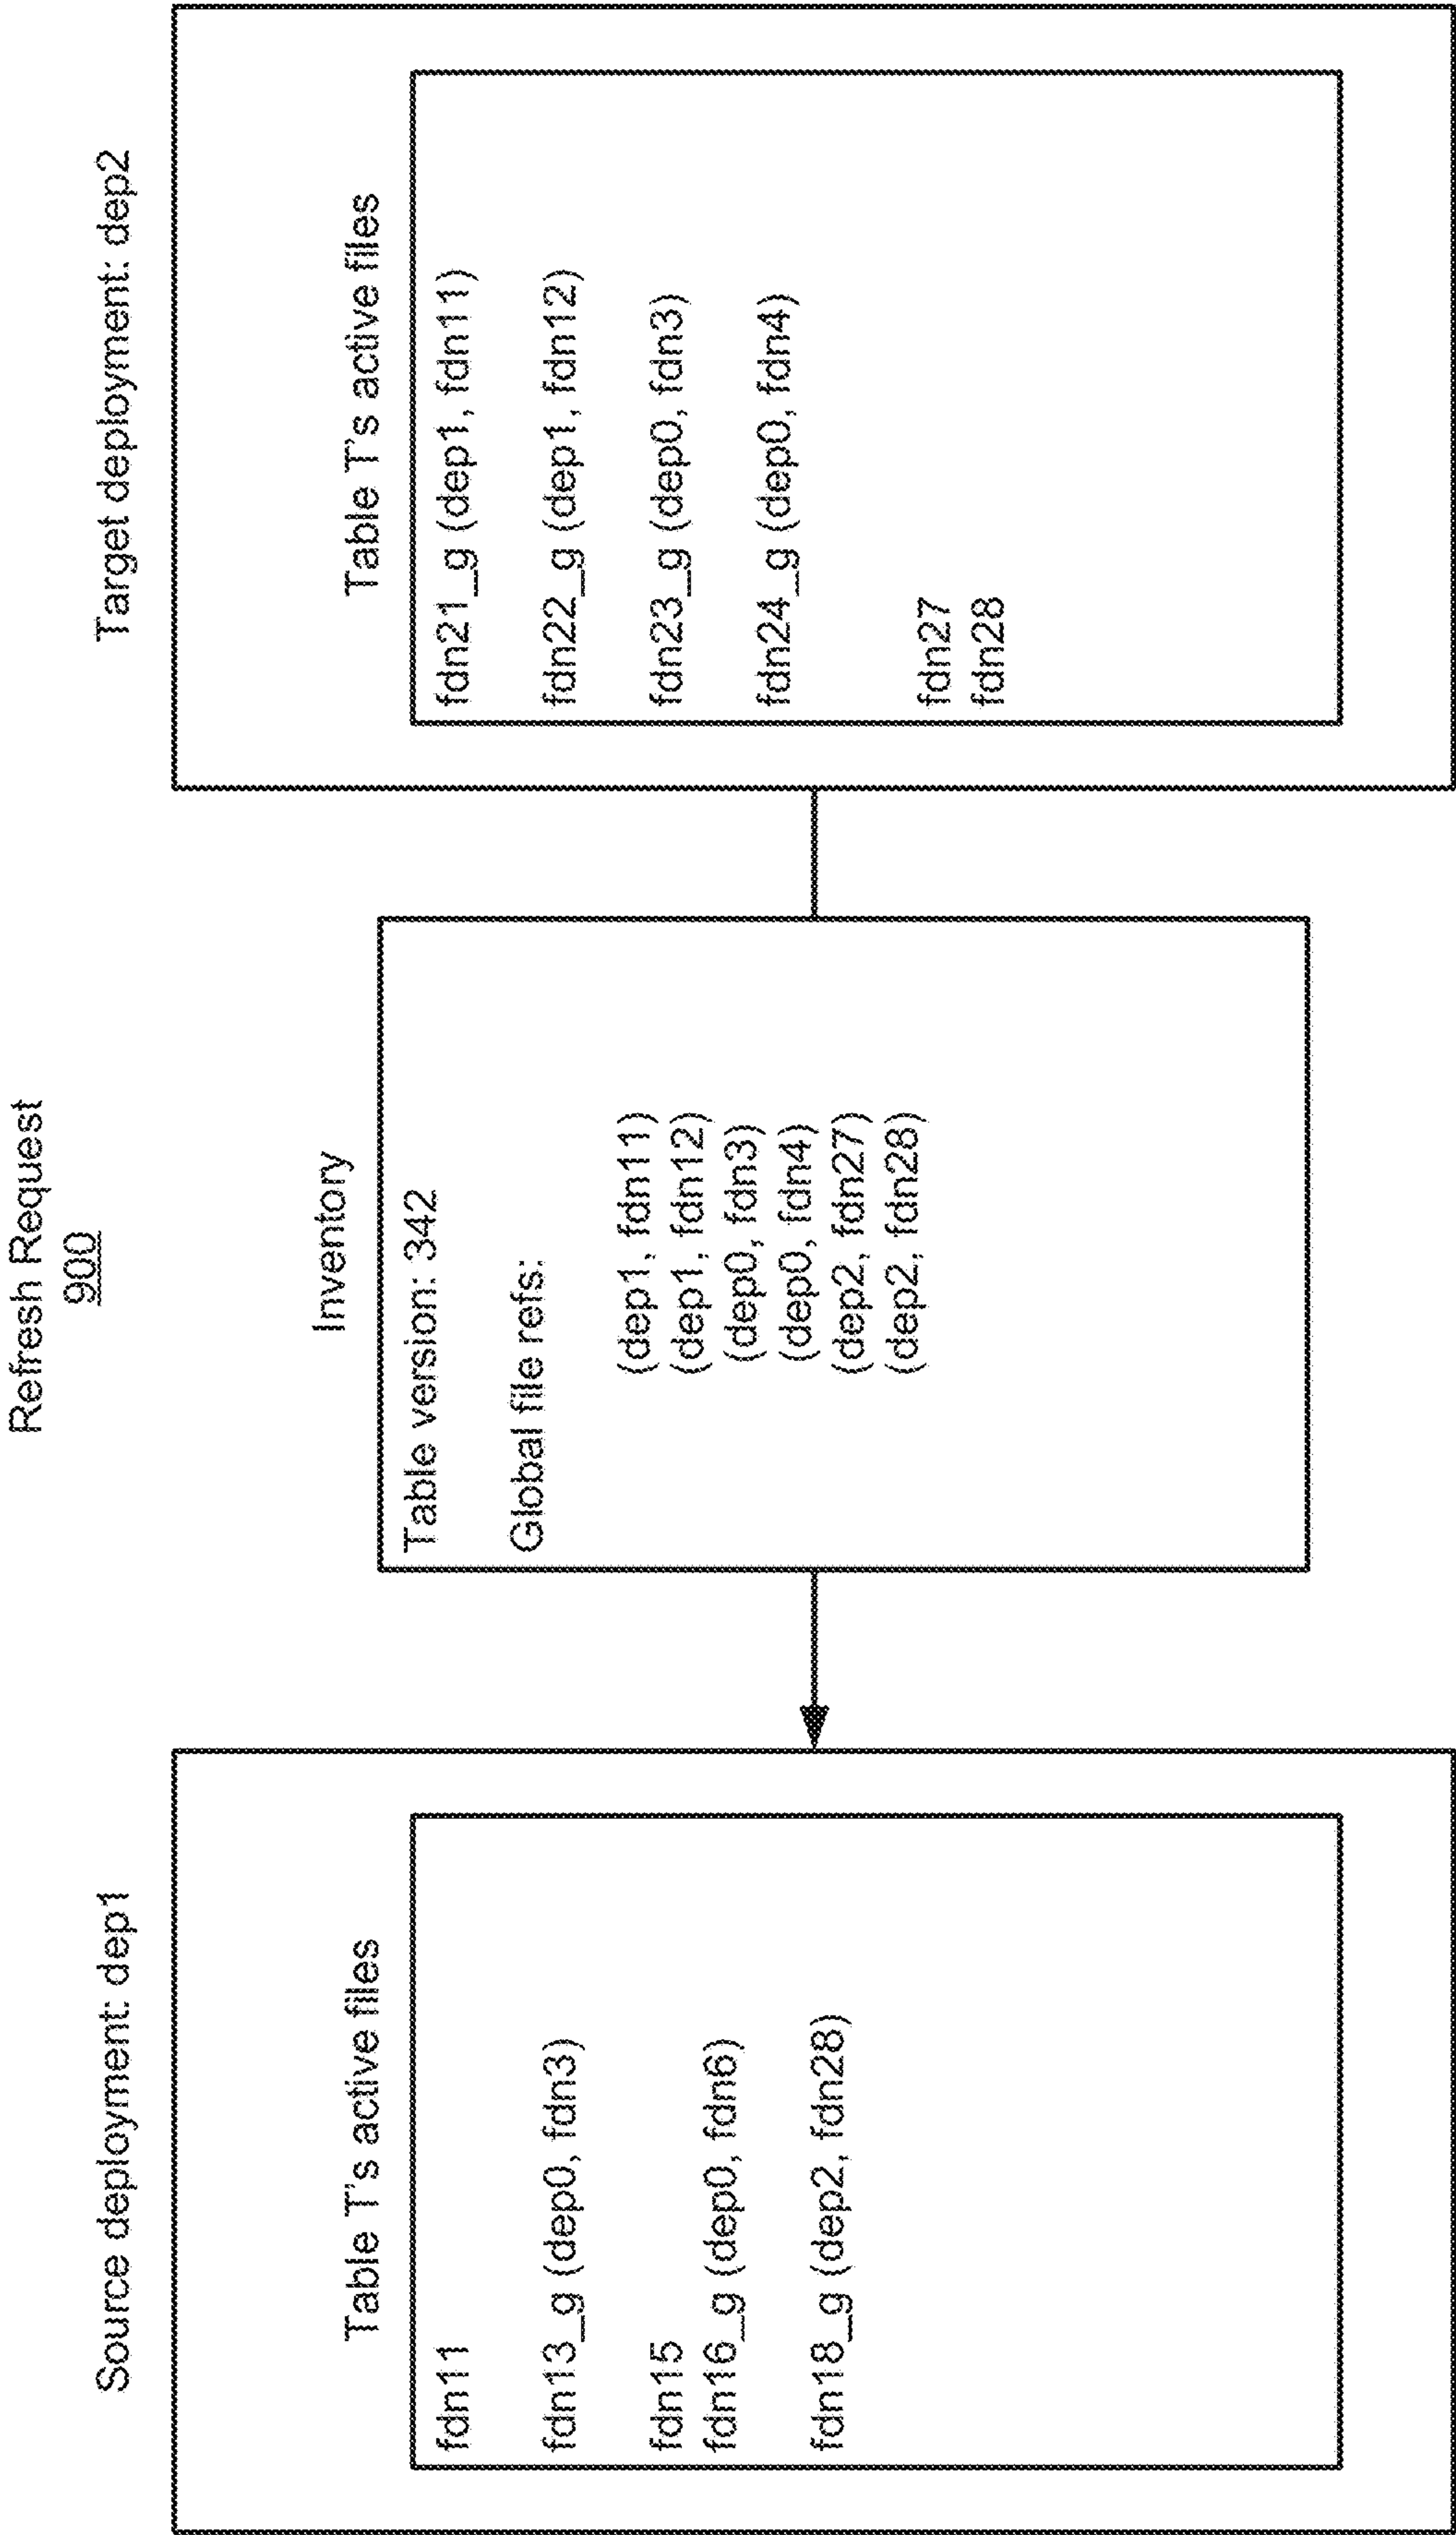 Refresh Request
900
Source deployment: dep1
Table T's active files
fdn11
fdn13_g (dep0, fdn3)
fdn15
fdn16_g (dep0, fdn6)
fdn18_g (dep2, fdn28)
Inventory
Table version: 342
Global file refs:
(dep1, fdn11)
(dep1, fdn12)
(dep0, fdn3)
(dep0, fdn4)
(dep2, fdn27)
(dep2, fdn28)
Target deployment: dep2
Table T's active files
fdn21_g (dep1, fdn11)
fdn22_g (dep1, fdn12)
fdn23_g (dep0, fdn3)
fdn24_g (dep0, fdn4)
fdn27
fdn28